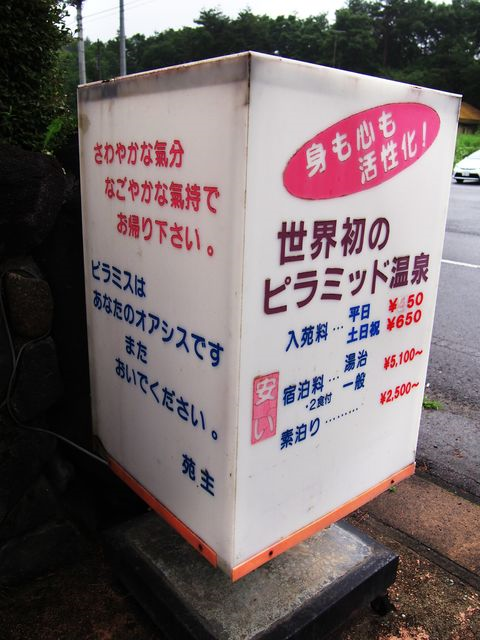 さわやかな氣分
なごやかな氣持で
お帰り下さい。
ピラミスは
あなたのオアシスです
また
おいでください。
苑主
身も心も
活性化!
世界初の
ピラミッド温泉
入苑料… 平日
土日祝 ¥650
安い
宿泊料… 湯治 ¥5,100~
・2食付 一般
素泊り……… ¥2,500~